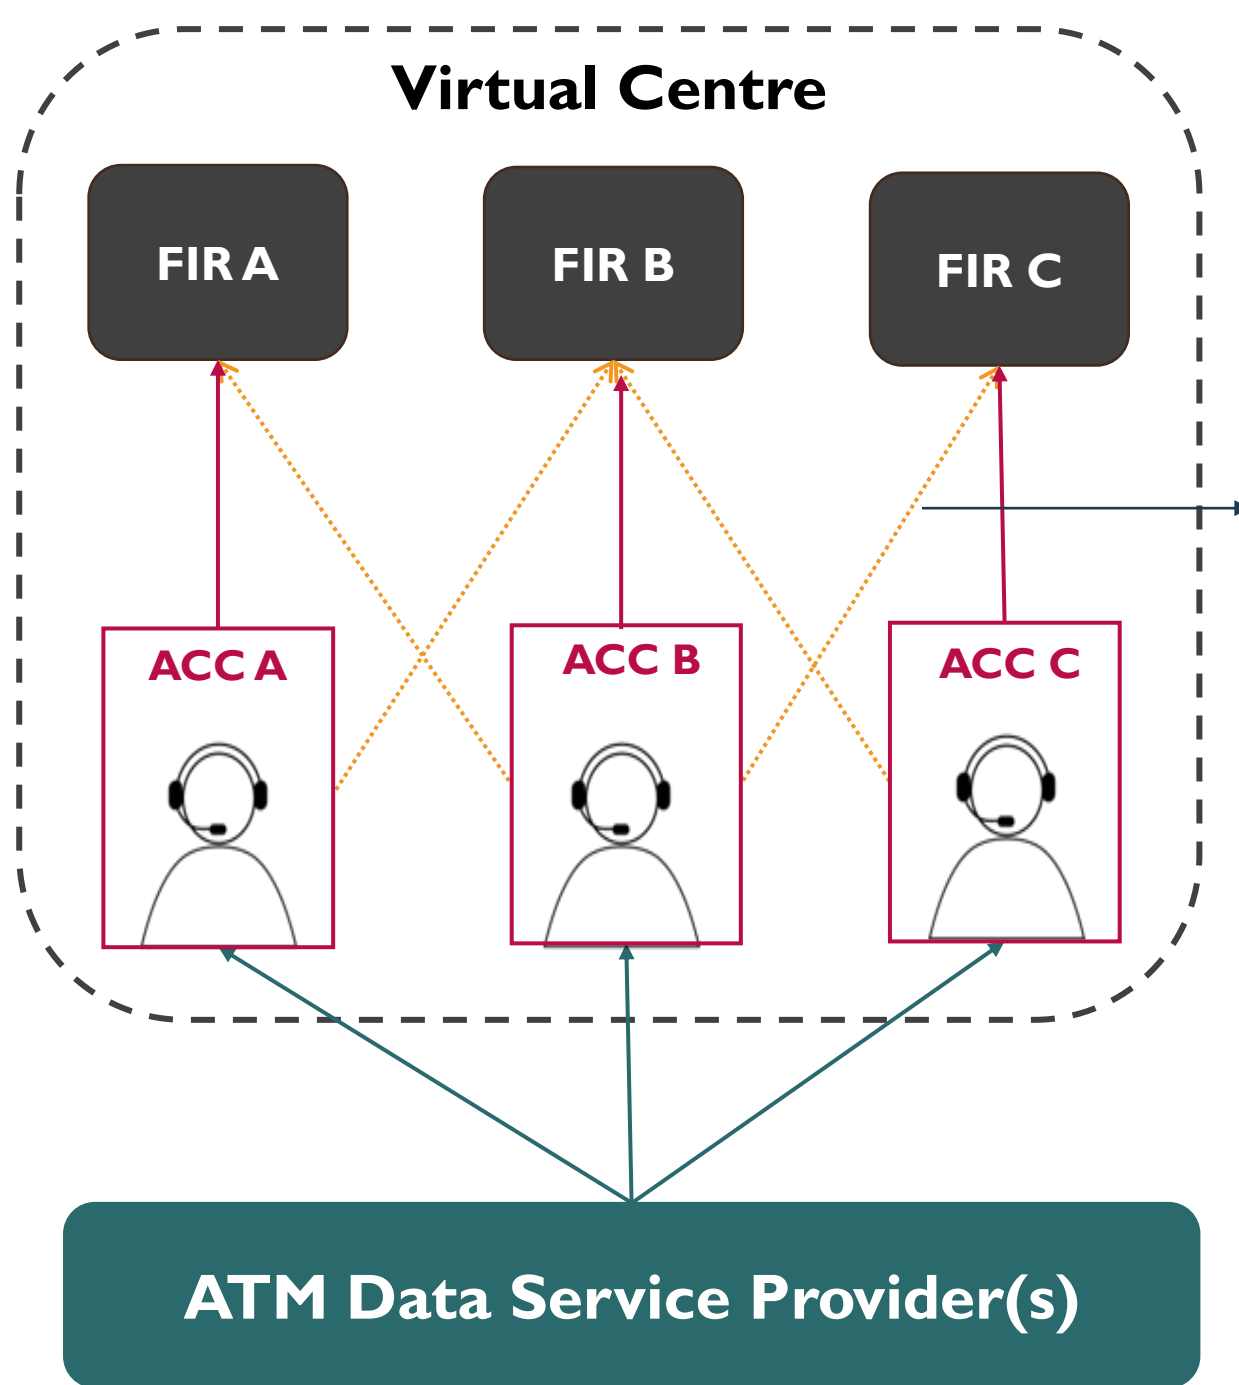 Virtual Centre
FIR A
FIR B
FIR C
ACC A
ACC B
ACC C
ATM Data Service Provider(s)